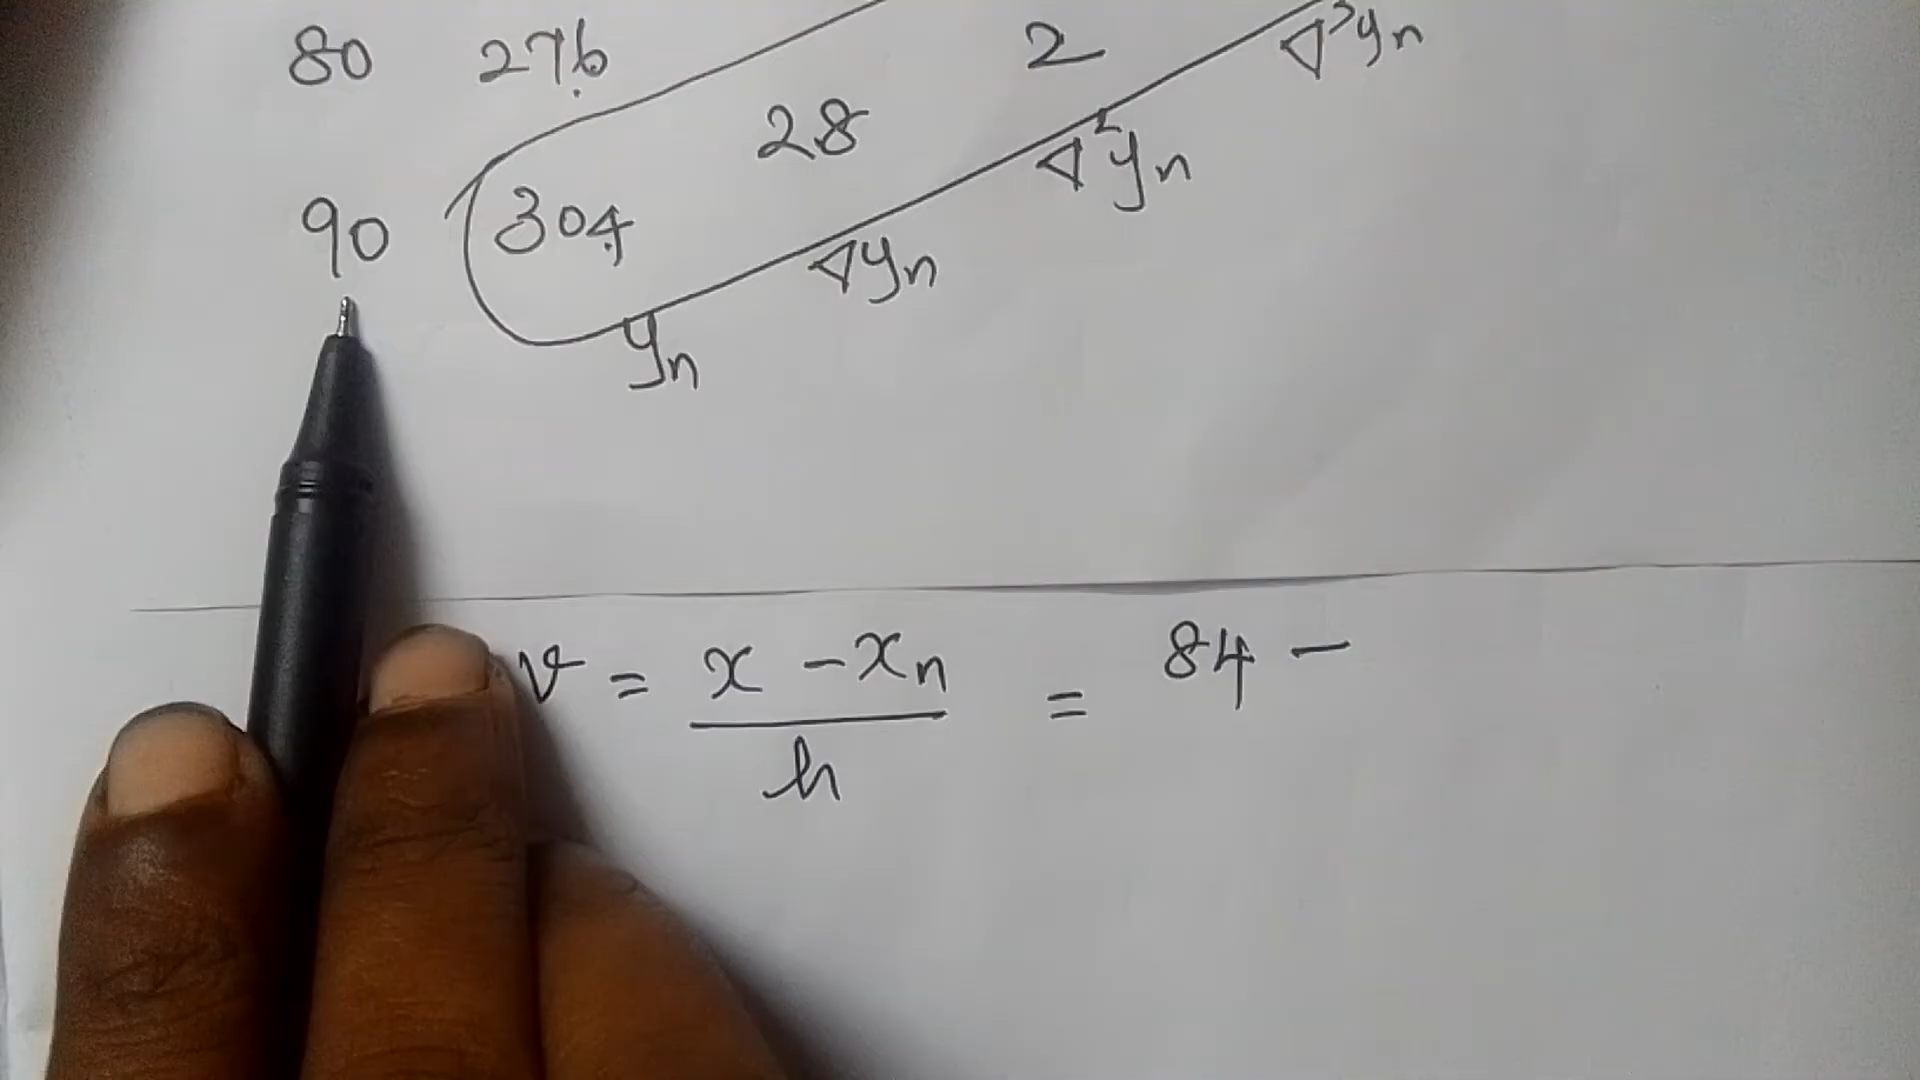 80 276 2 ∇³yₙ
28 ∇²yₙ
90 304 ∇yₙ
yₙ
v = x - xₙ / h = 84 -